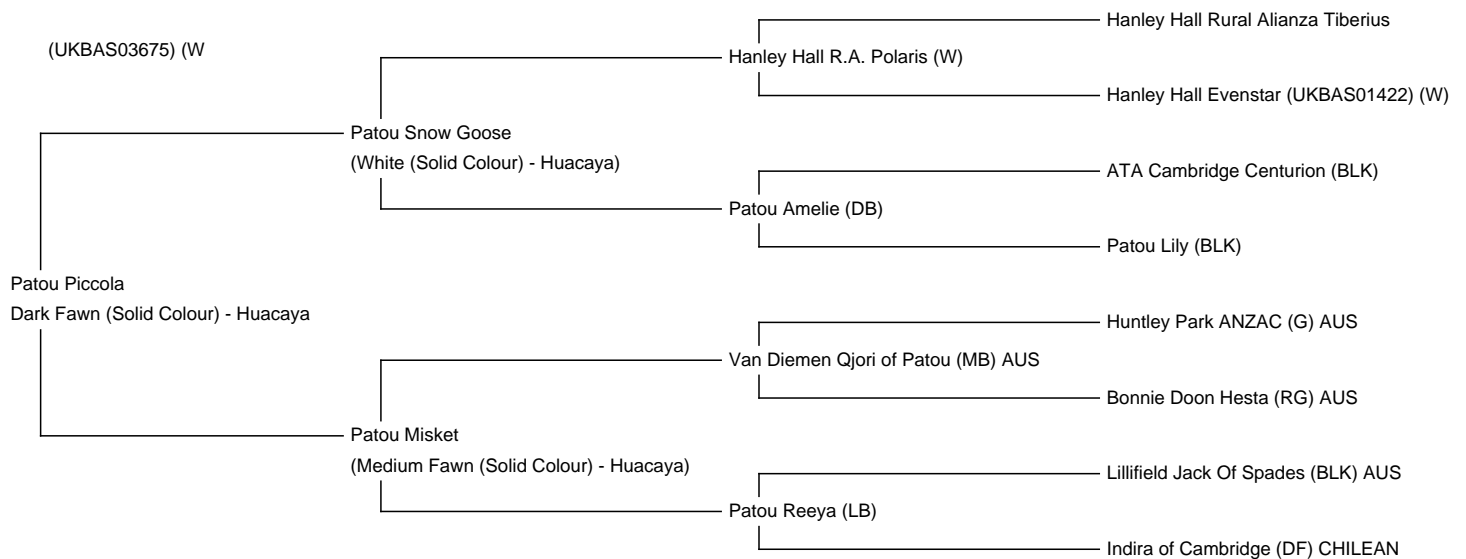 Hanley Hall Rural Alianza Tiberius
(UKBAS03675) (W
Hanley Hall R.A. Polaris (W)
Hanley Hall Evenstar (UKBAS01422) (W)
Patou Snow Goose
(White (Solid Colour) - Huacaya)
ATA Cambridge Centurion (BLK)
Patou Amelie (DB)
Patou Lily (BLK)
Patou Piccola
Dark Fawn (Solid Colour) - Huacaya
Huntley Park ANZAC (G) AUS
Van Diemen Qjori of Patou (MB) AUS
Bonnie Doon Hesta (RG) AUS
Patou Misket
(Medium Fawn (Solid Colour) - Huacaya)
Lillifield Jack Of Spades (BLK) AUS
Patou Reeya (LB)
Indira of Cambridge (DF) CHILEAN